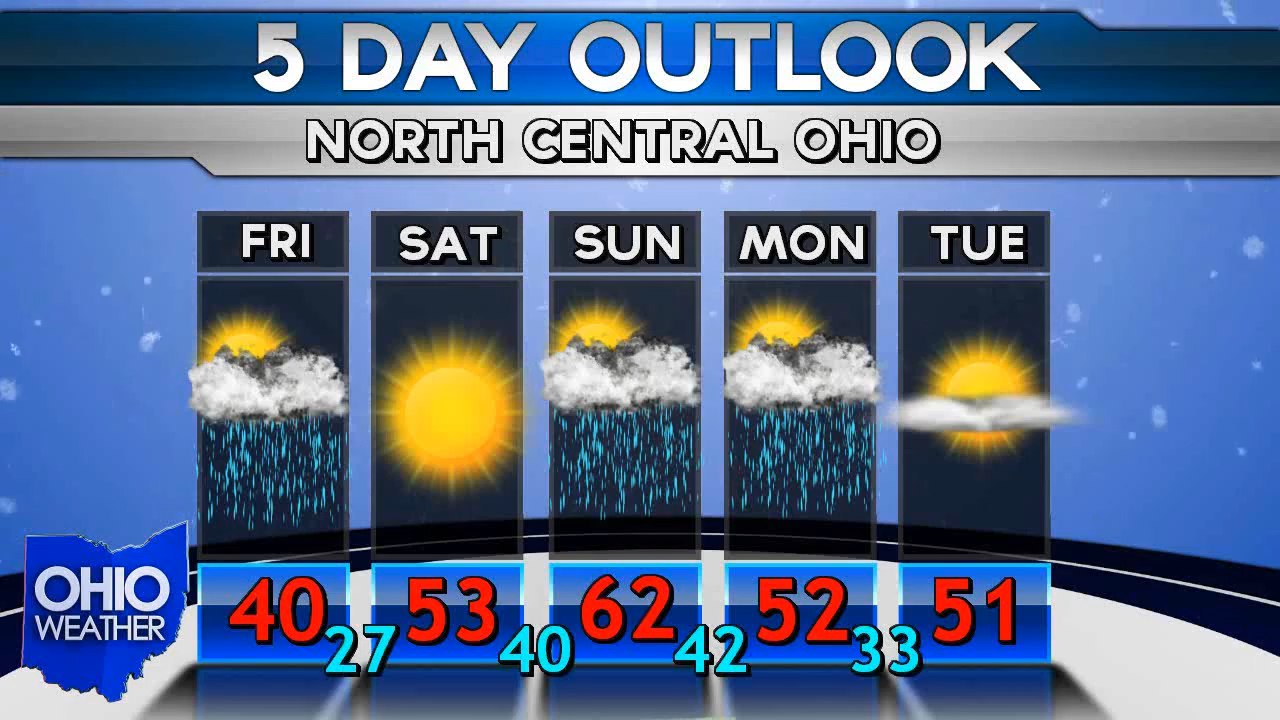 5 DAY OUTLOOK
NORTH CENTRAL OHIO
FRI SAT SUN MON TUE
40 53 62 52 51
27 40 42 33
OHIO
WEATHER